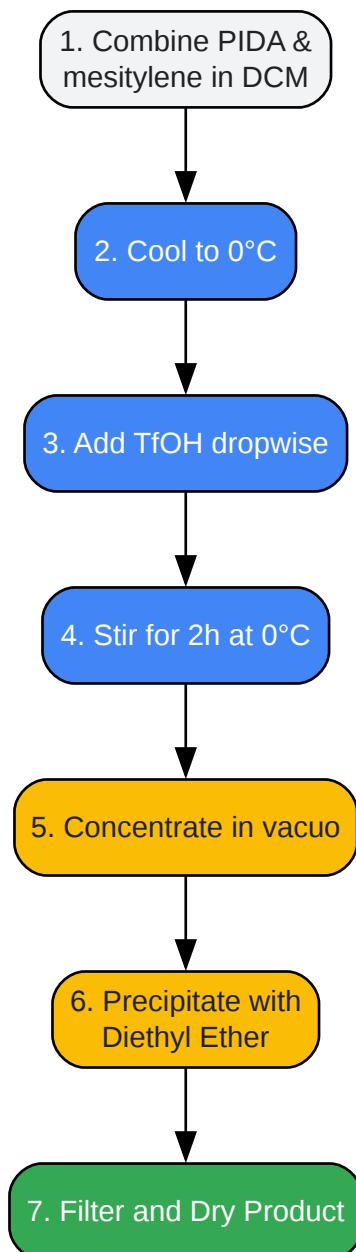 1. Combine PIDA &
mesitylene in DCM
2. Cool to 0°C
3. Add TfOH dropwise
4. Stir for 2h at 0°C
5. Concentrate in vacuo
6. Precipitate with
Diethyl Ether
7. Filter and Dry Product